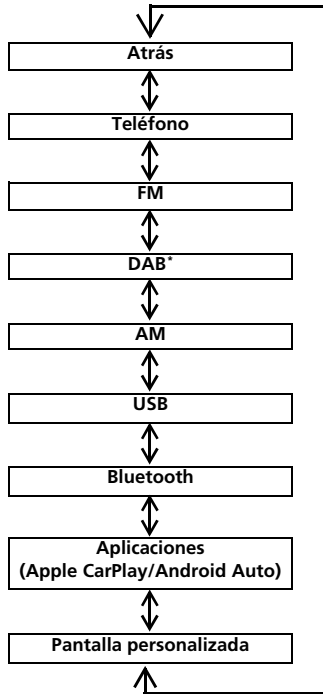 Atrás
Teléfono
FM
DAB*
AM
USB
Bluetooth
Aplicaciones
(Apple CarPlay/Android Auto)
Pantalla personalizada